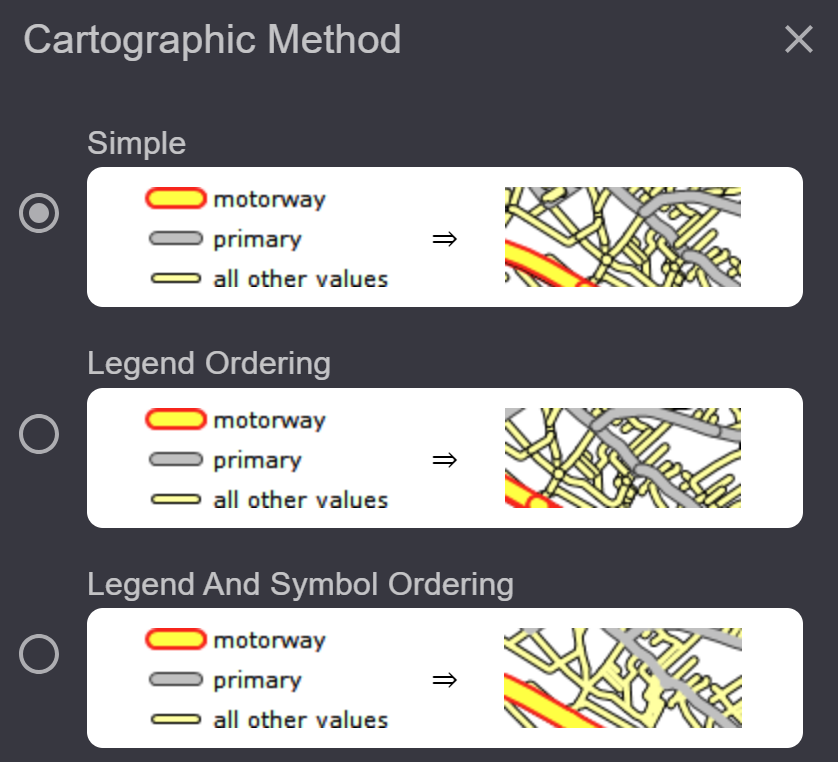 Cartographic Method
Simple
motorway
primary
all other values
Legend Ordering
motorway
primary
all other values
Legend And Symbol Ordering
motorway
primary
all other values